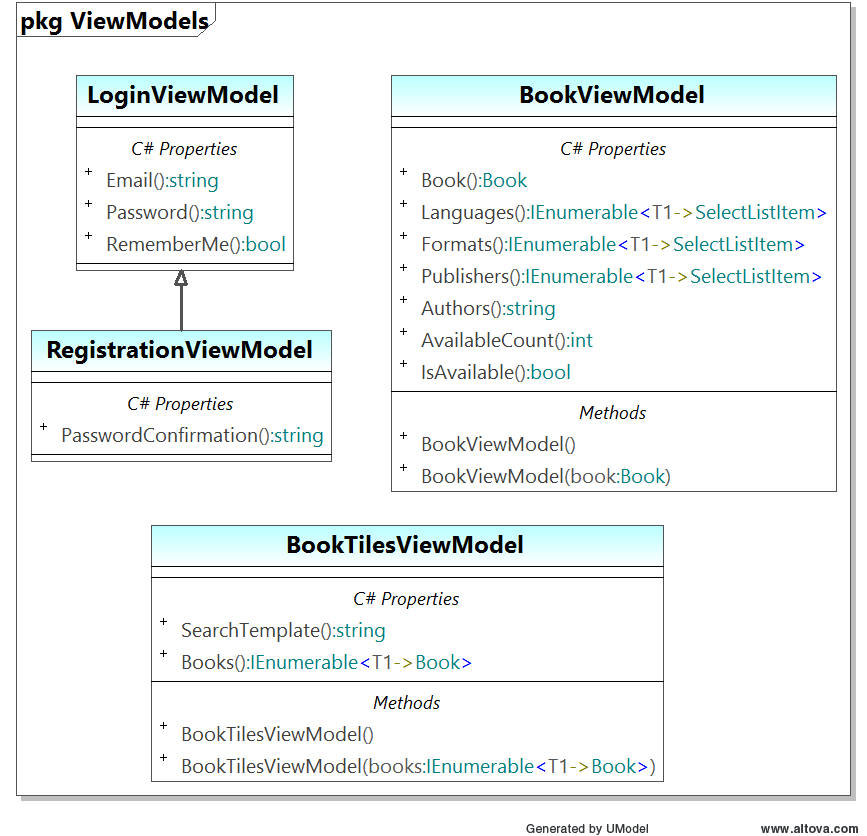 pkg ViewModels
LoginViewModel
C# Properties
+ Email():string
+ Password():string
+ RememberMe():bool
RegistrationViewModel
C# Properties
+ PasswordConfirmation():string
BookViewModel
C# Properties
+ Book():Book
+ Languages():IEnumerable<T1->SelectListItem>
+ Formats():IEnumerable<T1->SelectListItem>
+ Publishers():IEnumerable<T1->SelectListItem>
+ Authors():string
+ AvailableCount():int
+ IsAvailable():bool
Methods
+ BookViewModel()
+ BookViewModel(book:Book)
BookTilesViewModel
C# Properties
+ SearchTemplate():string
+ Books():IEnumerable<T1->Book>
Methods
+ BookTilesViewModel()
+ BookTilesViewModel(books:IEnumerable<T1->Book>)
Generated by UModel
www.altova.com